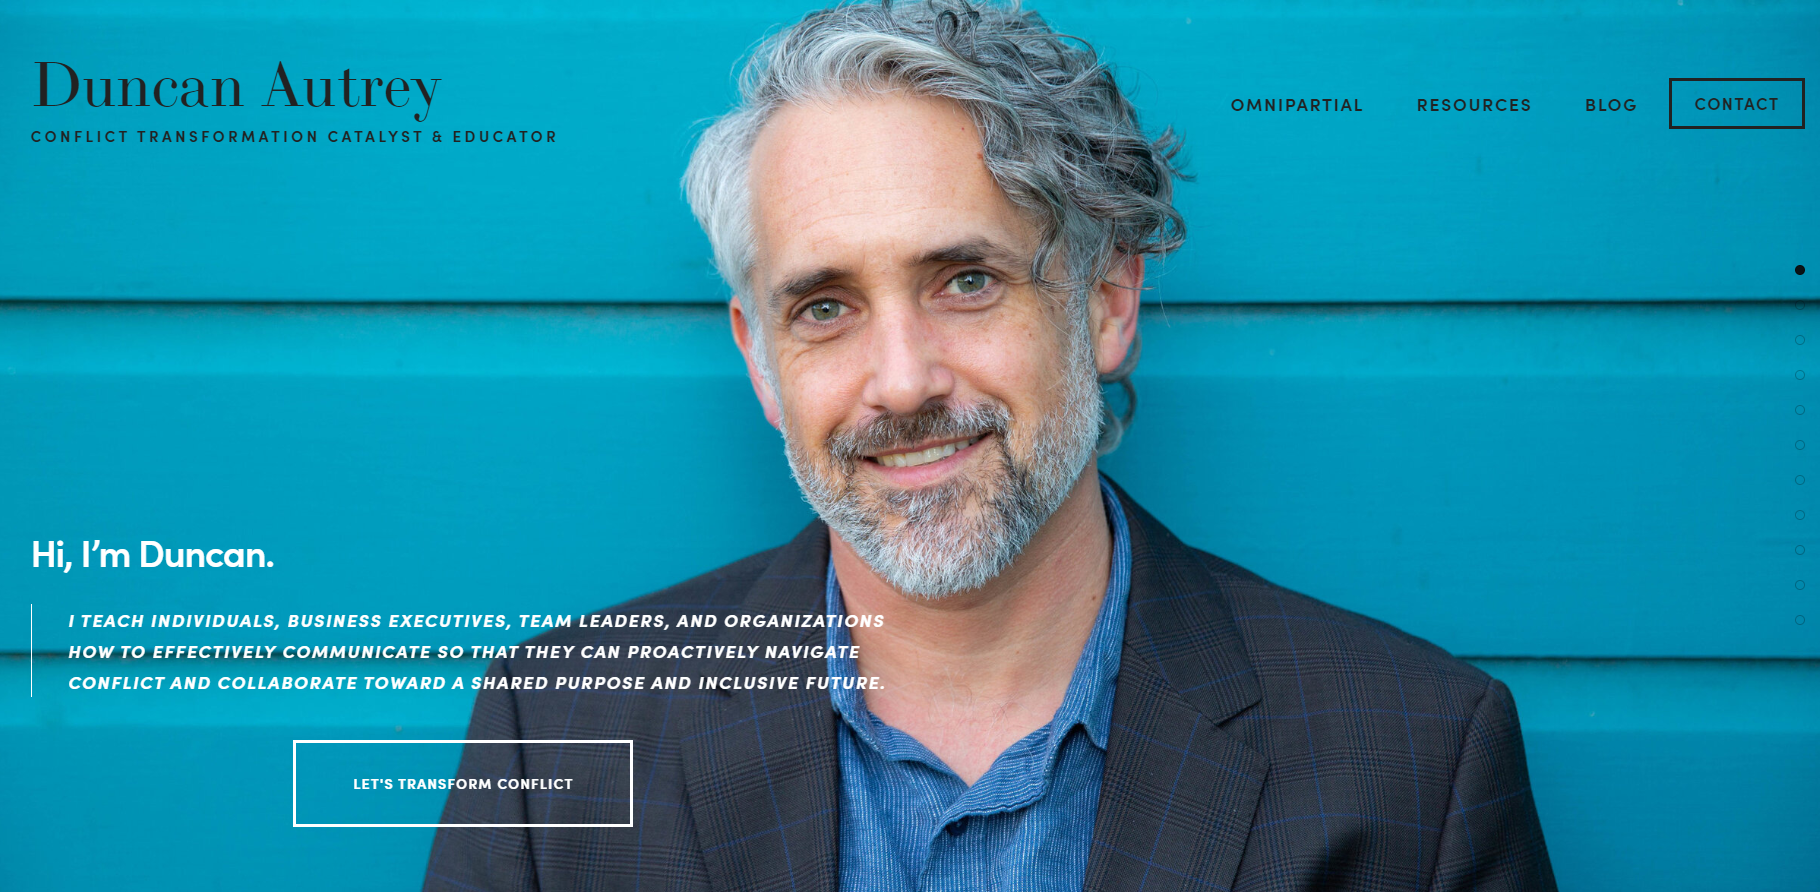 Duncan Autrey
CONFLICT TRANSFORMATION CATALYST & EDUCATOR
OMNIPARTIAL
RESOURCES
BLOG
CONTACT
Hi, I’m Duncan.
I TEACH INDIVIDUALS, BUSINESS EXECUTIVES, TEAM LEADERS, AND ORGANIZATIONS
HOW TO EFFECTIVELY COMMUNICATE SO THAT THEY CAN PROACTIVELY NAVIGATE
CONFLICT AND COLLABORATE TOWARD A SHARED PURPOSE AND INCLUSIVE FUTURE.
LET'S TRANSFORM CONFLICT